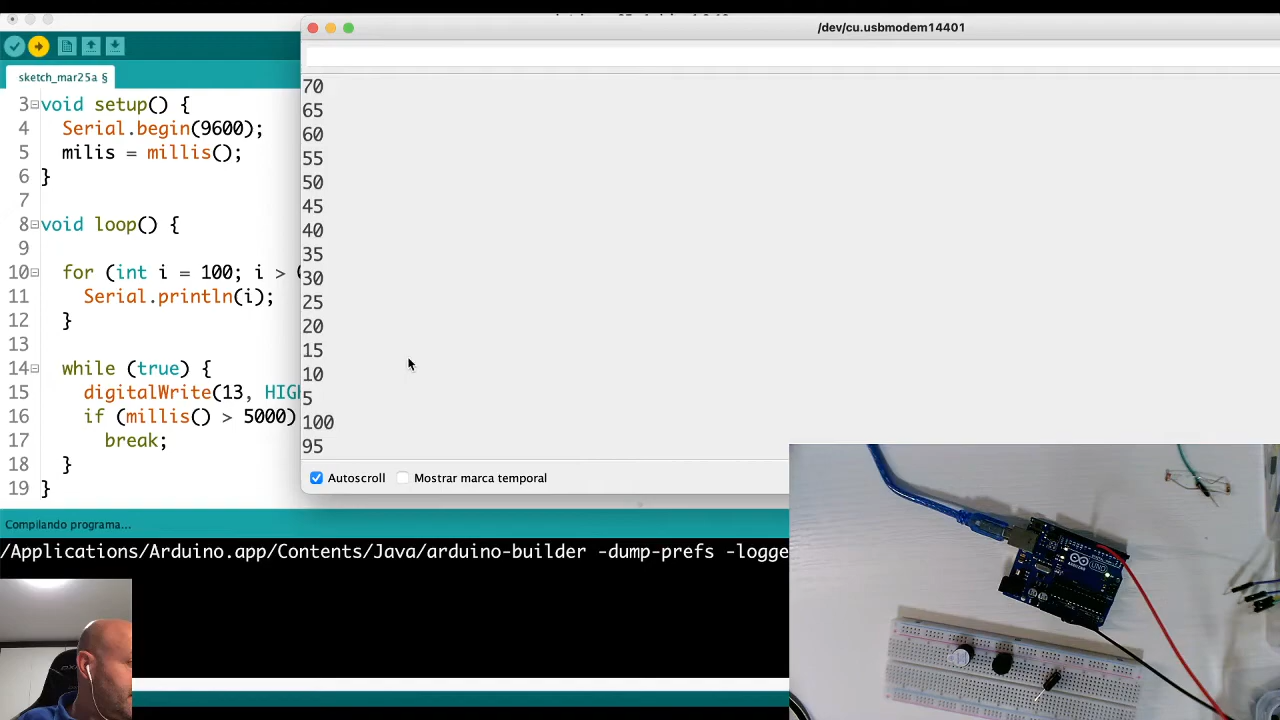 /dev/cu.usbmodem14401
sketch_mar25a §
3 void setup() {
4 Serial.begin(9600);
5 milis = millis();
6 }
7
8 void loop() {
9
10 for (int i = 100; i >
11 Serial.println(i);
12 }
13
14 while (true) {
15 digitalWrite(13, HIGH
16 if (millis() > 5000)
17 break;
18 }
19 }
70
65
60
55
50
45
40
35
30
25
20
15
10
5
100
95
Autoscroll
Mostrar marca temporal
Compilando programa...
/Applications/Arduino.app/Contents/Java/arduino-builder -dump-prefs -logge
ARDUINO
UNO